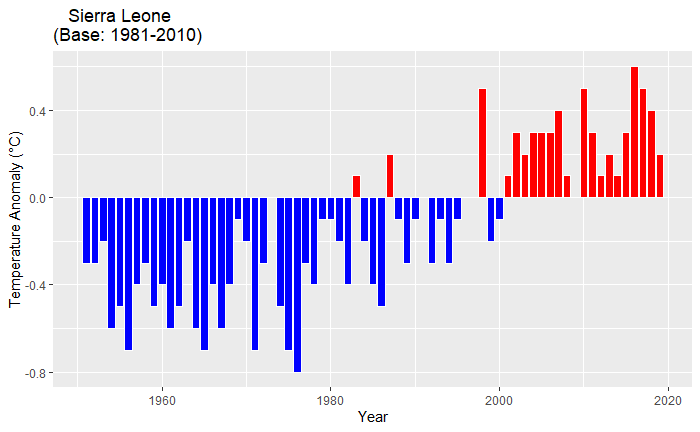 Sierra Leone
(Base: 1981-2010)
Temperature Anomaly (°C)
0.4
0.0
-0.4
-0.8
1960
1980
2000
2020
Year